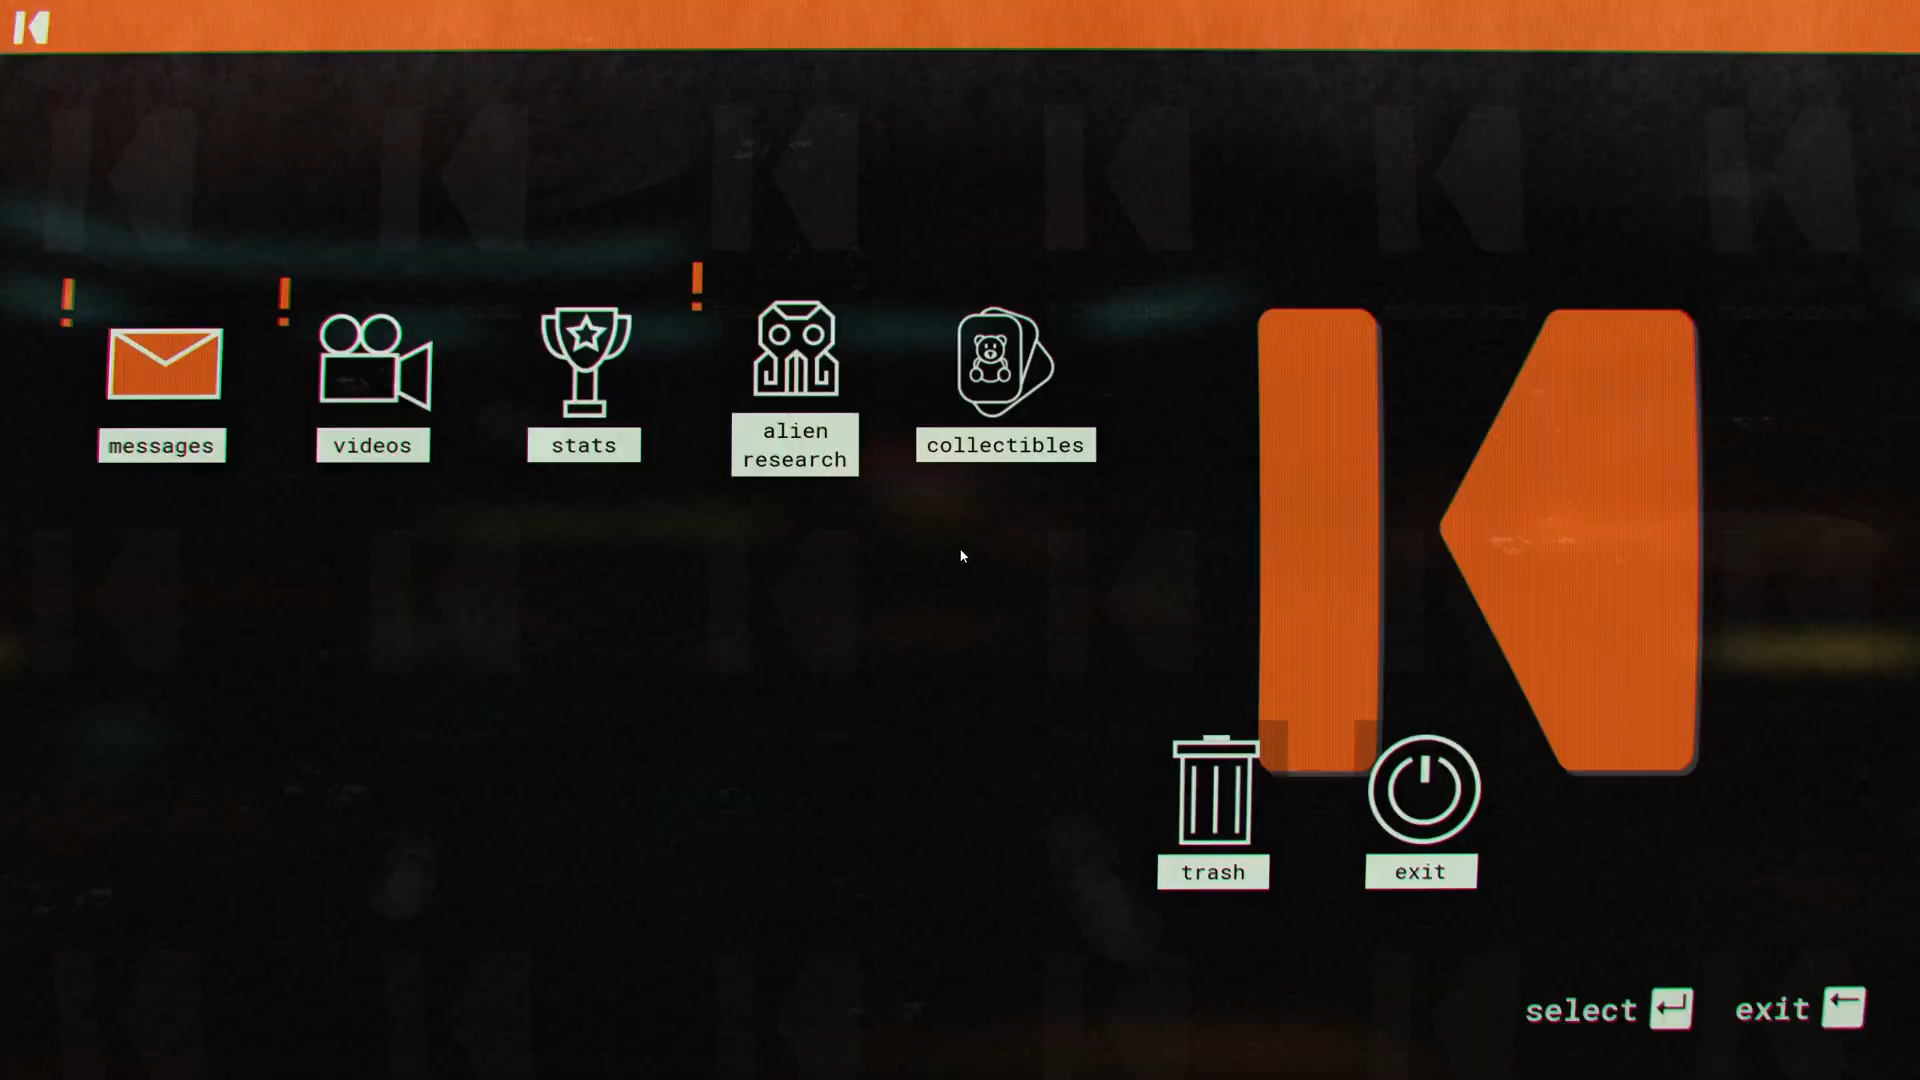 messages
videos
stats
alien
research
collectibles
trash
exit
select
exit